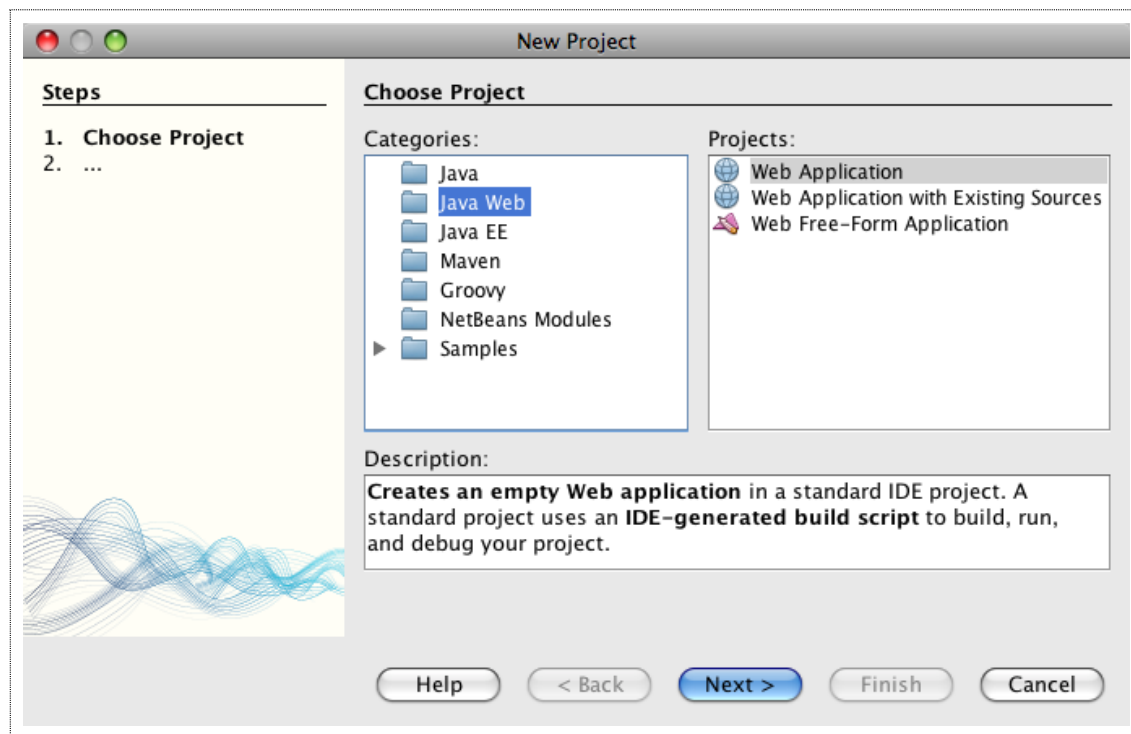 New Project
Steps
1. Choose Project
2. ...
Choose Project
Categories:
Java
Java Web
Java EE
Maven
Groovy
NetBeans Modules
Samples
Projects:
Web Application
Web Application with Existing Sources
Web Free-Form Application
Description:
Creates an empty Web application in a standard IDE project. A
standard project uses an IDE-generated build script to build, run,
and debug your project.
Help
< Back
Next >
Finish
Cancel